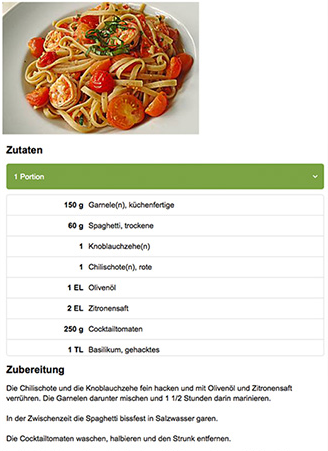 Zutaten
1 Portion
150 g Garnele(n), küchenfertige
60 g Spaghetti, trockene
1 Knoblauchzehe(n)
1 Chilischote(n), rote
1 EL Olivenöl
2 EL Zitronensaft
250 g Cocktailtomaten
1 TL Basilikum, gehacktes
Zubereitung
Die Chilischote und die Knoblauchzehe fein hacken und mit Olivenöl und Zitronensaft
verrühren. Die Garnelen darunter mischen und 1 1/2 Stunden darin marinieren.
In der Zwischenzeit die Spaghetti bissfest in Salzwasser garen.
Die Cocktailtomaten waschen, halbieren und den Strunk entfernen.